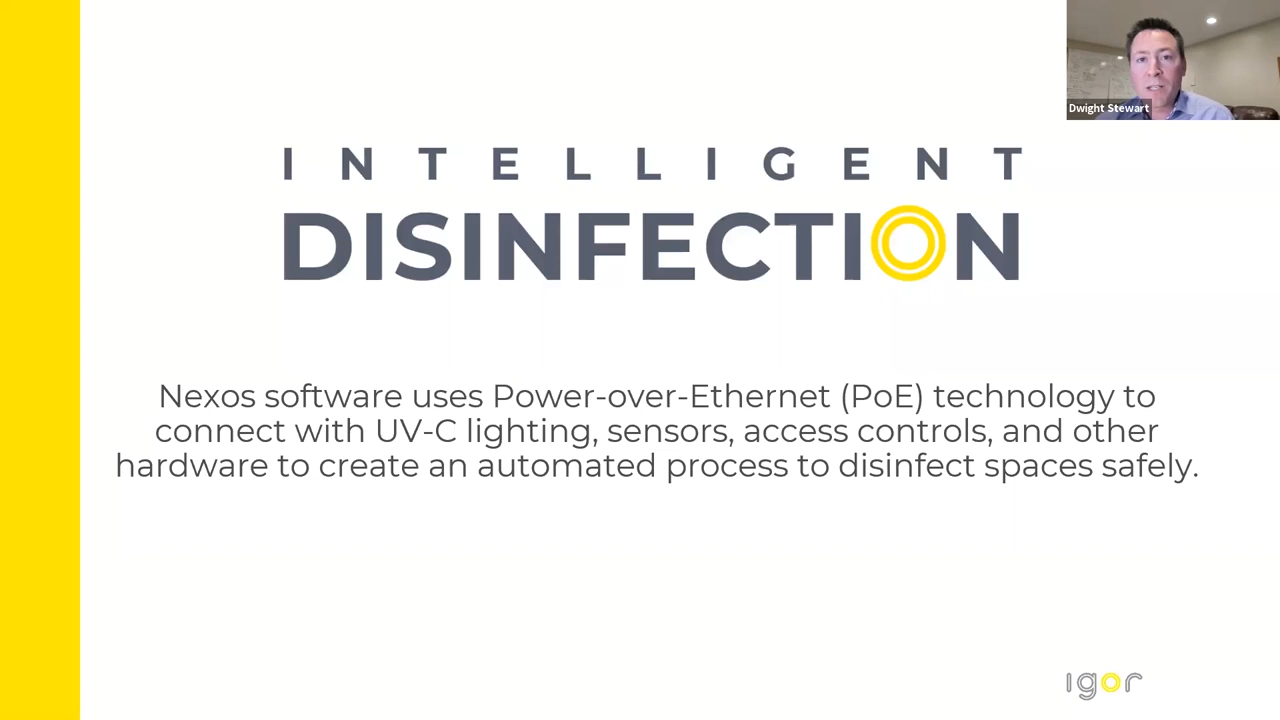 Dwight Stewart
INTELLIGENT
DISINFECTION
Nexos software uses Power-over-Ethernet (PoE) technology to
connect with UV-C lighting, sensors, access controls, and other
hardware to create an automated process to disinfect spaces safely.
igor